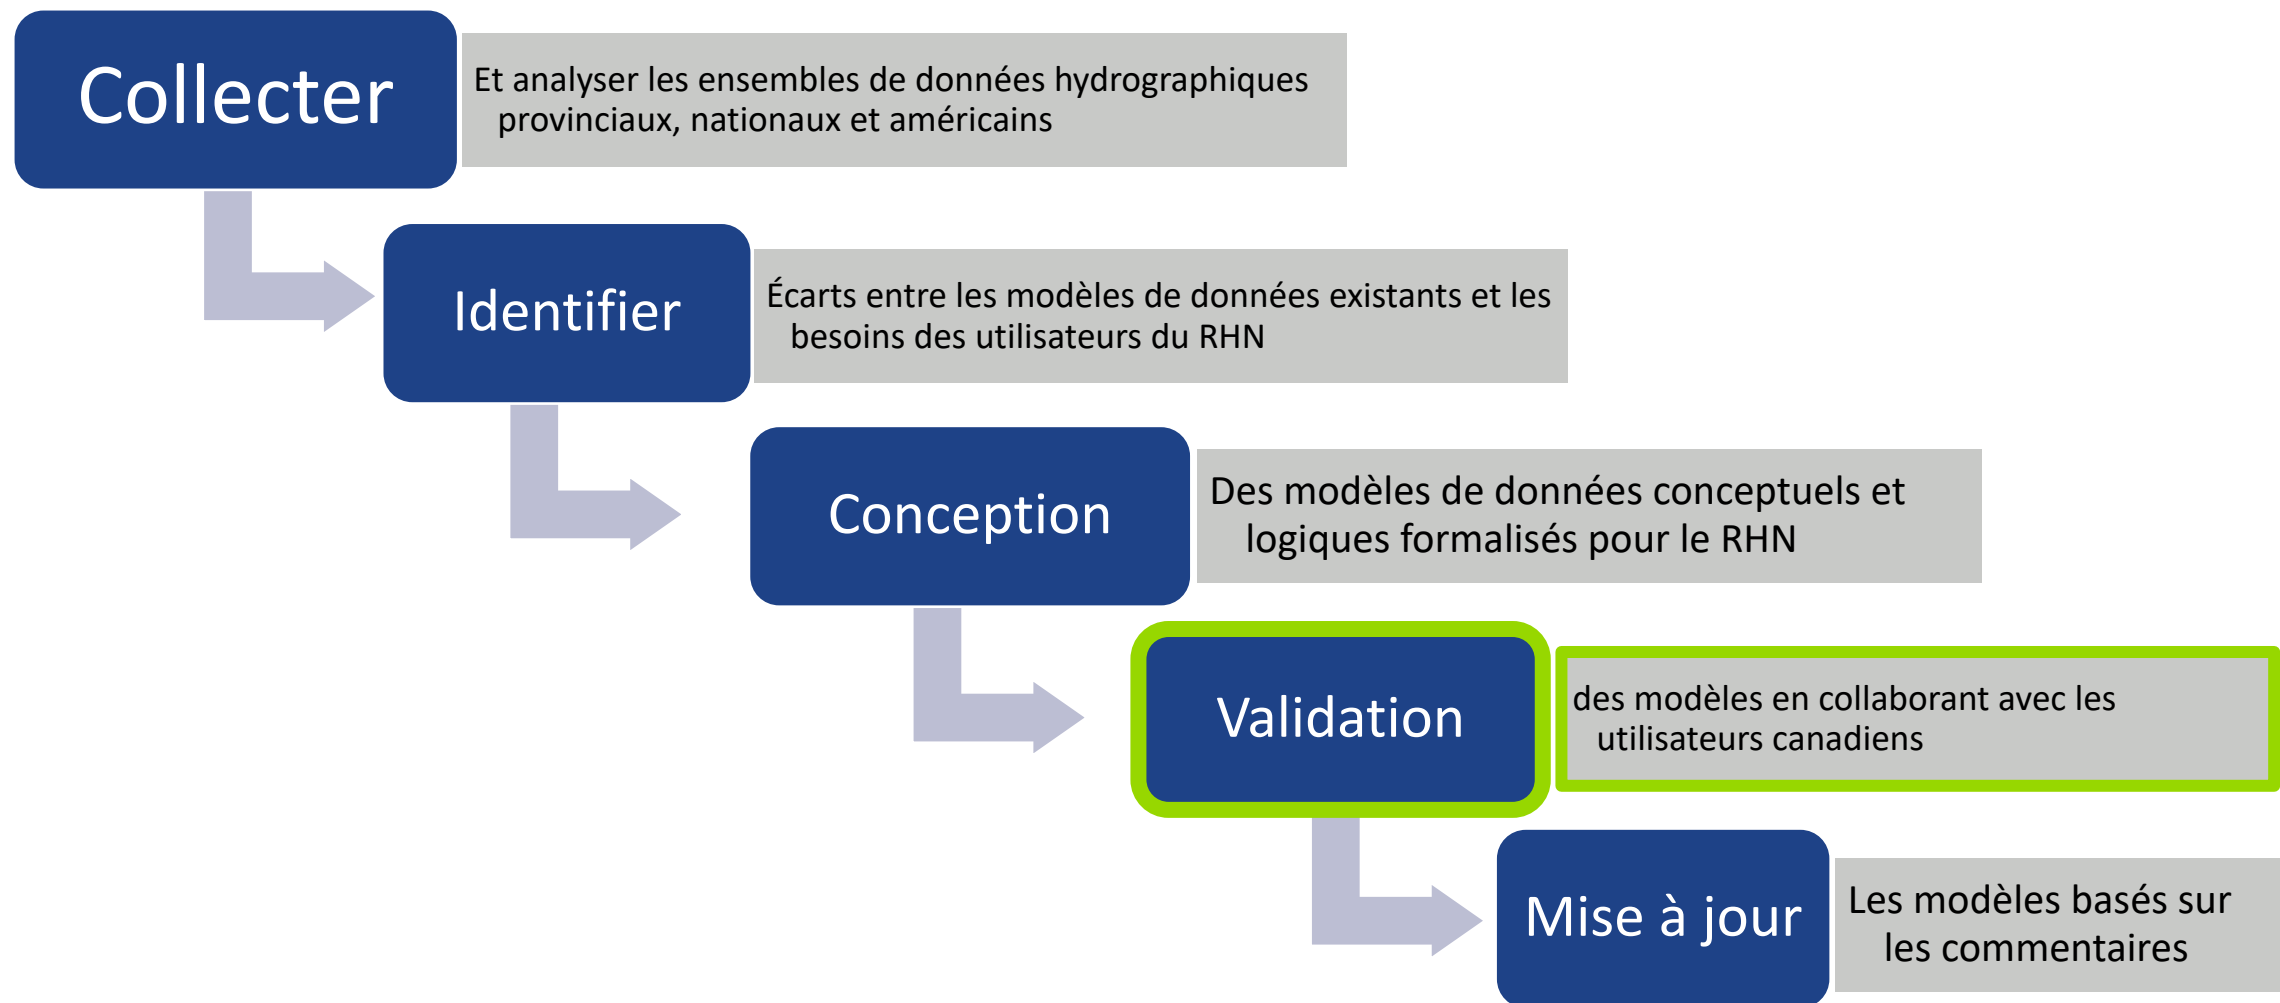 Collecter
Et analyser les ensembles de données hydrographiques
provinciaux, nationaux et américains
Identifier
Écarts entre les modèles de données existants et les
besoins des utilisateurs du RHN
Conception
Des modèles de données conceptuels et
logiques formalisés pour le RHN
Validation
des modèles en collaborant avec les
utilisateurs canadiens
Mise à jour
Les modèles basés sur
les commentaires